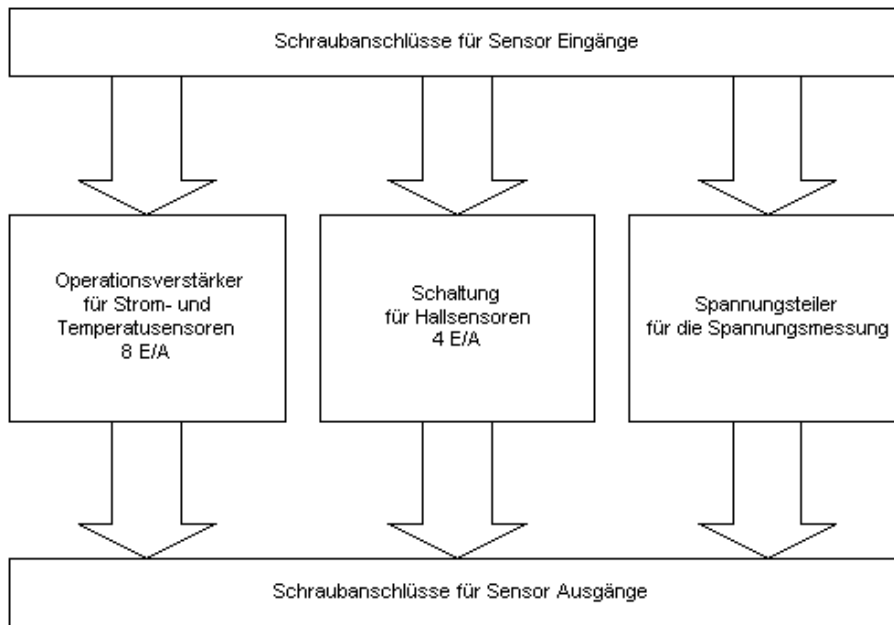 Schraubanschlüsse für Sensor Eingänge
Operationsverstärker
für Strom- und
Temperatusensoren
8 E/A
Schaltung
für Hallsensoren
4 E/A
Spannungsteiler
für die Spannungsmessung
Schraubanschlüsse für Sensor Ausgänge